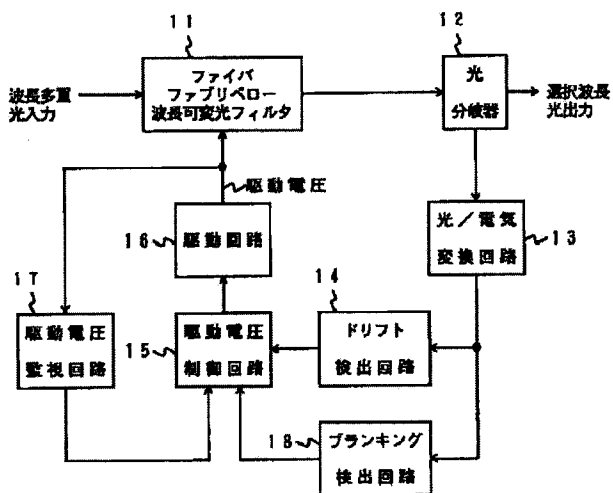 11
ファイバ
ファブリペロー
波長可変光フィルタ
波長多重
光入力
12
光
分岐器
選択波長
光出力
駆動電圧
16
駆動回路
光／電気
変換回路
13
17
駆動電圧
監視回路
15
駆動電圧
制御回路
14
ドリフト
検出回路
18
ブランキング
検出回路